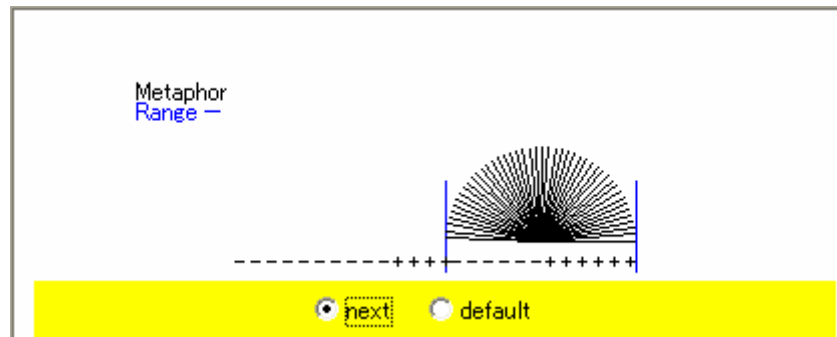 Metaphor
Range —
----------++++------++++++
next default